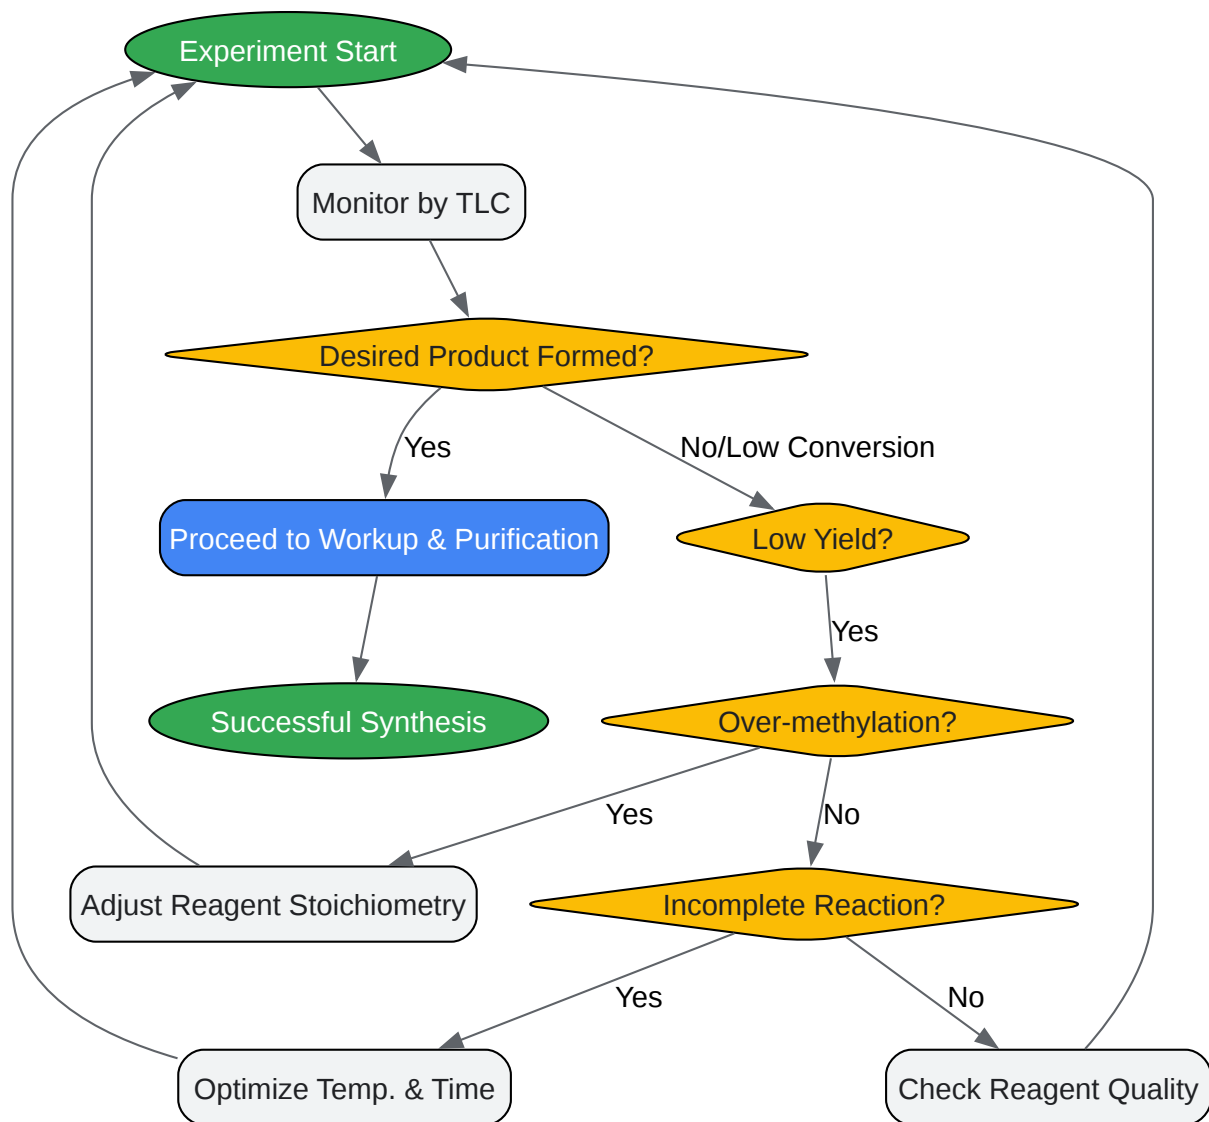 Experiment Start
Monitor by TLC
Desired Product Formed?
Yes
No/Low Conversion
Proceed to Workup & Purification
Low Yield?
Yes
Successful Synthesis
Over-methylation?
Yes
No
Adjust Reagent Stoichiometry
Incomplete Reaction?
Yes
No
Optimize Temp. & Time
Check Reagent Quality